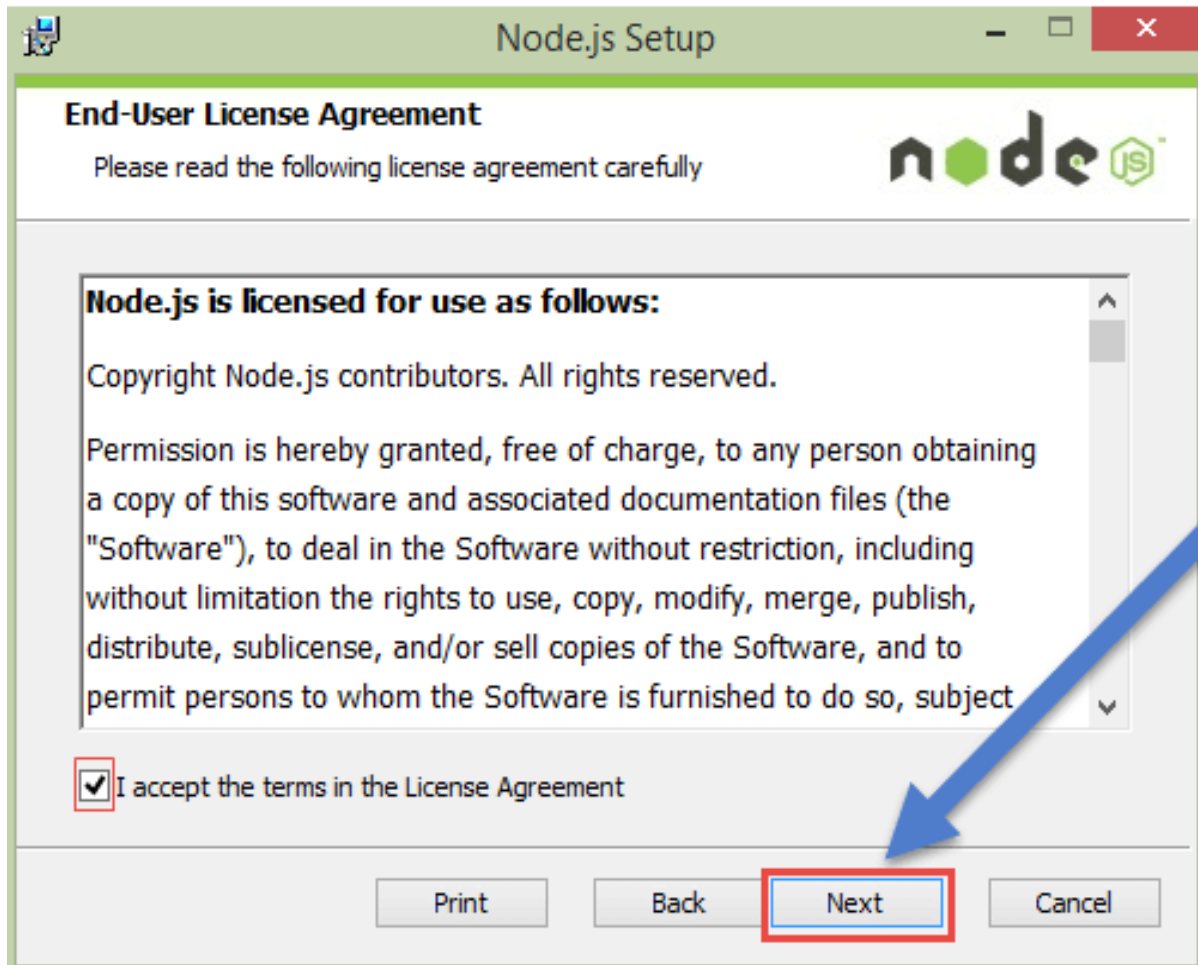 Node.js Setup
End-User License Agreement
Please read the following license agreement carefully
node JS
Node.js is licensed for use as follows:
Copyright Node.js contributors. All rights reserved.
Permission is hereby granted, free of charge, to any person obtaining
a copy of this software and associated documentation files (the
"Software"), to deal in the Software without restriction, including
without limitation the rights to use, copy, modify, merge, publish,
distribute, sublicense, and/or sell copies of the Software, and to
permit persons to whom the Software is furnished to do so, subject
I accept the terms in the License Agreement
Print Back Next Cancel